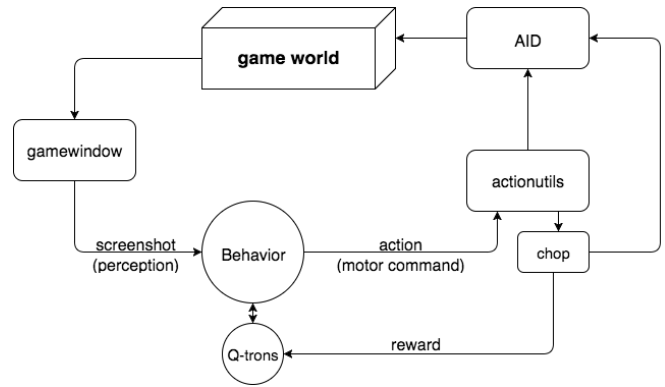 game world
AID
gamewindow
actionutils
screenshot
(perception)
Behavior
action
(motor command)
chop
Q-trons
reward